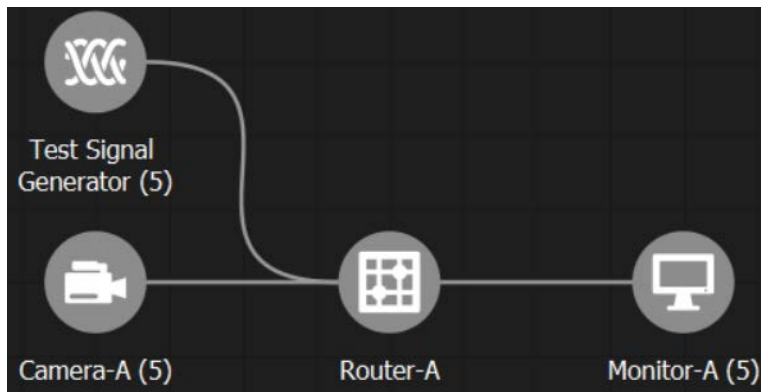 Test Signal
Generator (5)
Camera-A (5)
Router-A
Monitor-A (5)